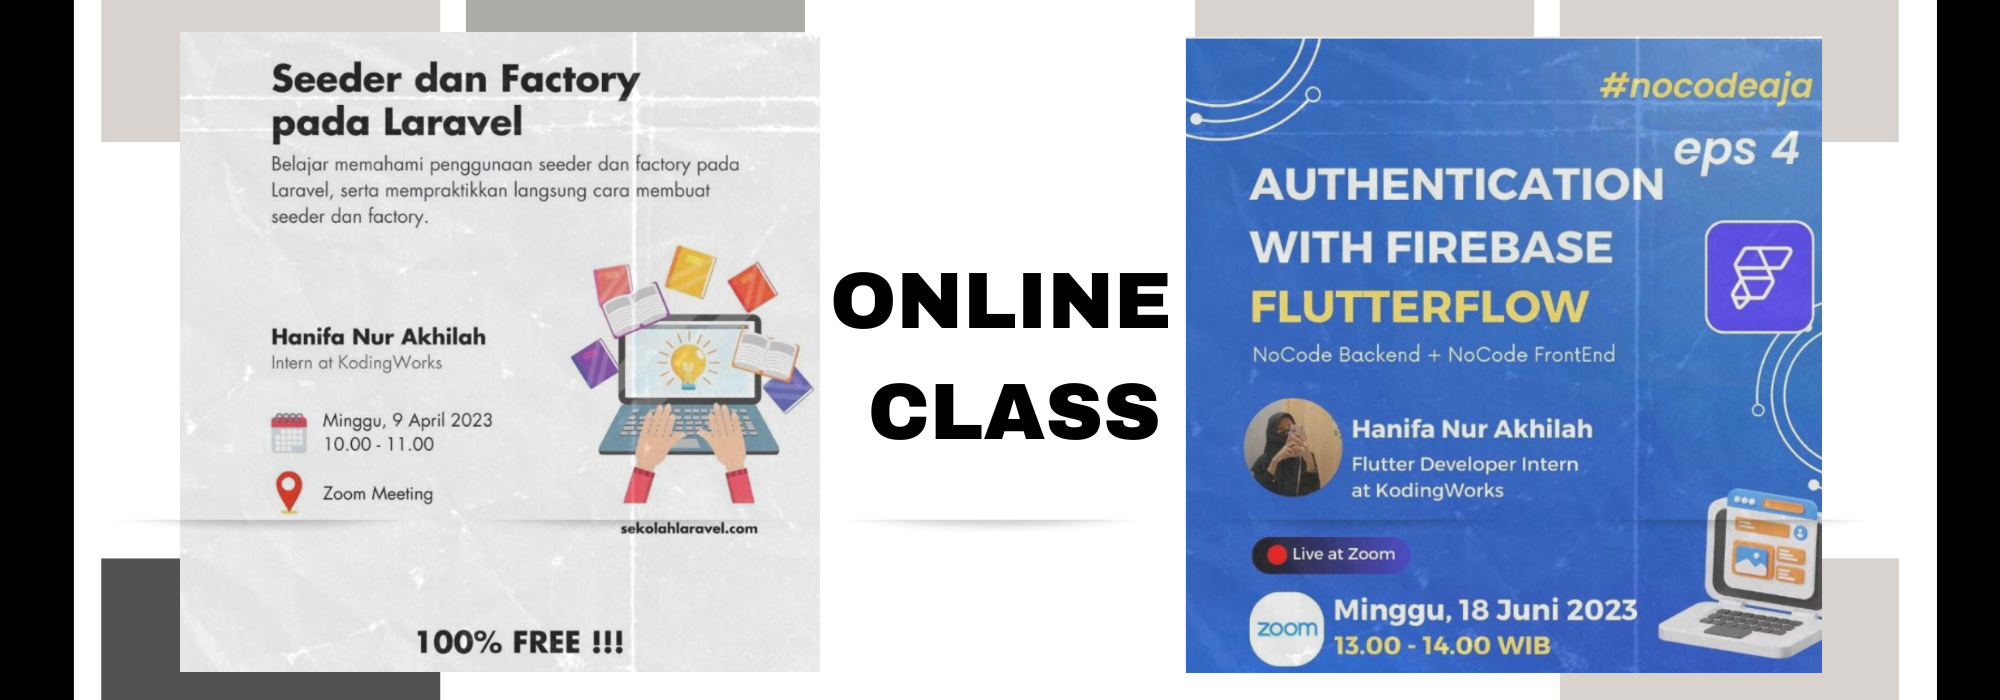 Seeder dan Factory
pada Laravel
Belajar memahami penggunaan seeder dan factory pada
Laravel, serta mempraktikkan langsung cara membuat
seeder dan factory.
Hanifa Nur Akhilah
Intern at KodingWorks
Minggu, 9 April 2023
10.00 - 11.00
Zoom Meeting
sekolahlaravel.com
100% FREE !!!
ONLINE
CLASS
#nocodeaja
eps 4
AUTHENTICATION
WITH FIREBASE
FLUTTERFLOW
NoCode Backend + NoCode FrontEnd
Hanifa Nur Akhilah
Flutter Developer Intern
at KodingWorks
Live at Zoom
zoom
Minggu, 18 Juni 2023
13.00 - 14.00 WIB